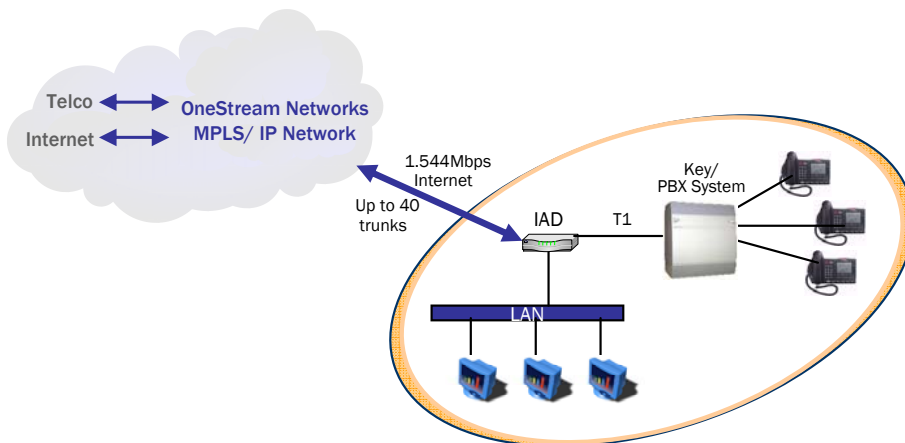 Telco
Internet
OneStream Networks
MPLS/ IP Network
1.544Mbps
Internet
Up to 40
trunks
IAD
T1
Key/
PBX System
LAN